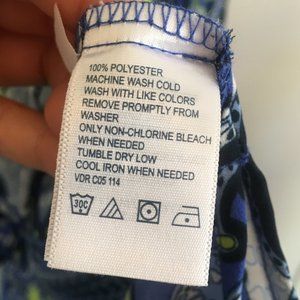 100% POLYESTER
MACHINE WASH COLD
WASH WITH LIKE COLORS
REMOVE PROMPTLY FROM
WASHER
ONLY NON-CHLORINE BLEACH
WHEN NEEDED
TUMBLE DRY LOW
COOL IRON WHEN NEEDED
VDR C05 114
30C